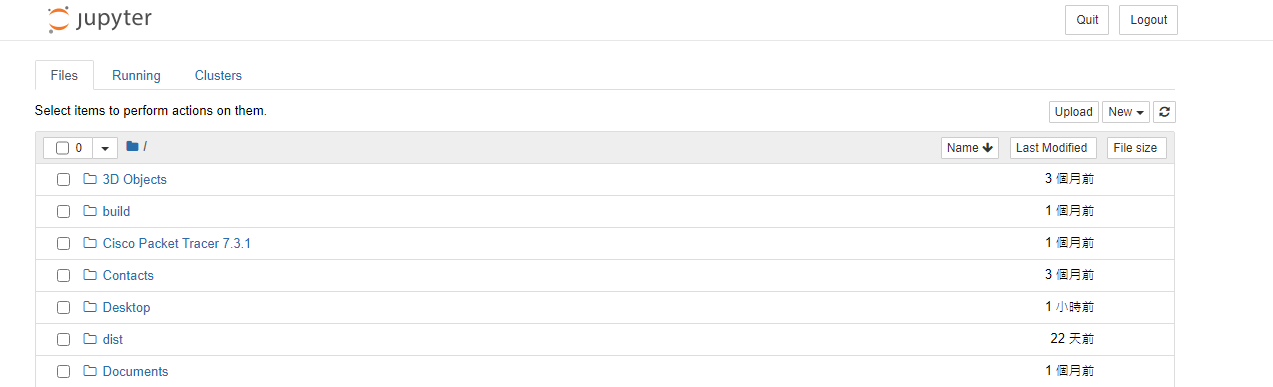 jupyter Quit Logout
Files Running Clusters
Select items to perform actions on them. Upload New
0 / Name Last Modified File size
3D Objects 3 個月前
build 1 個月前
Cisco Packet Tracer 7.3.1 1 個月前
Contacts 3 個月前
Desktop 1 小時前
dist 22 天前
Documents 1 個月前